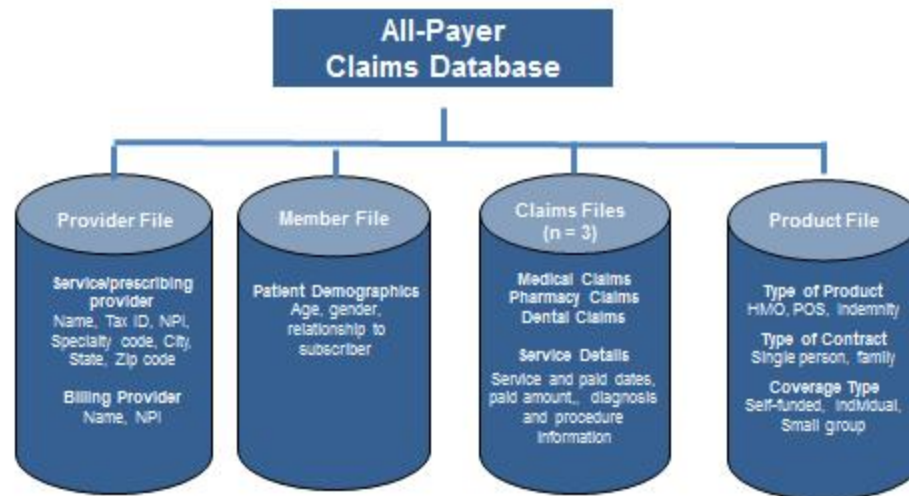 All-Payer
Claims Database
Provider File
Service/prescribing
provider
Name, Tax ID, NPI,
Specialty code, City,
State, Zip code
Billing Provider
Name, NPI
Member File
Patient Demographics
Age, gender,
relationship to
subscriber
Claims Files
(n = 3)
Medical Claims
Pharmacy Claims
Dental Claims
Service Details
Service and paid dates,
paid amount,, diagnosis
and procedure
information
Product File
Type of Product
HMO, POS, Indemnity
Type of Contract
Single person, family
Coverage Type
Self-funded, Individual,
Small group